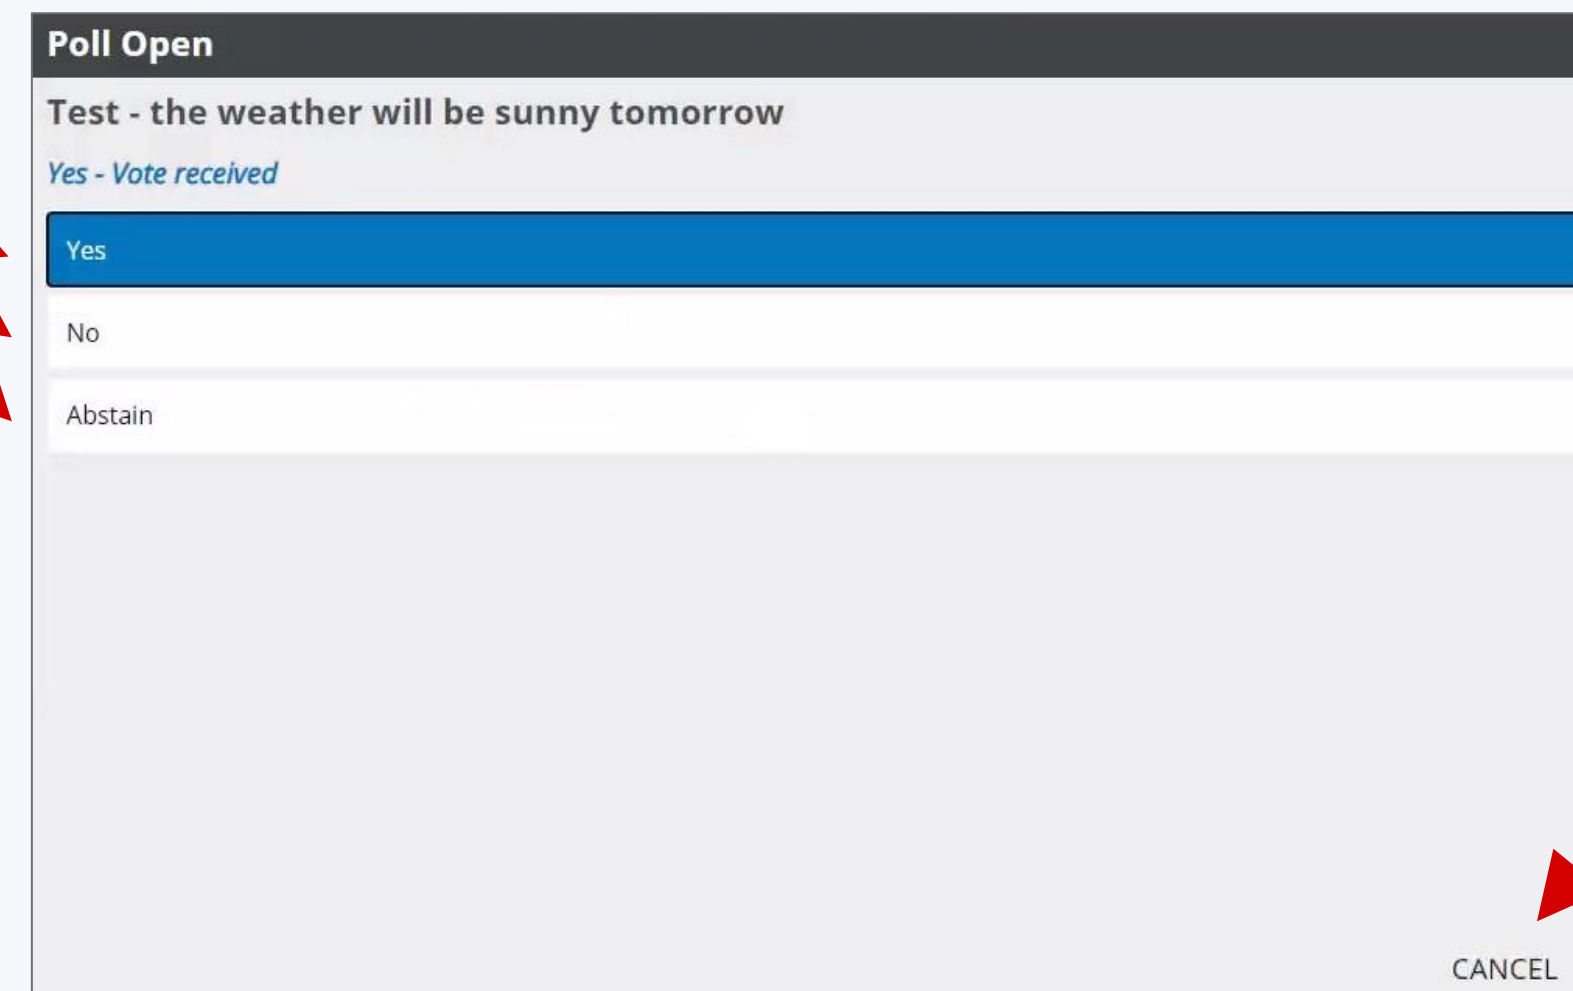 Poll Open
Test - the weather will be sunny tomorrow
Yes - Vote received
Yes
No
Abstain
CANCEL